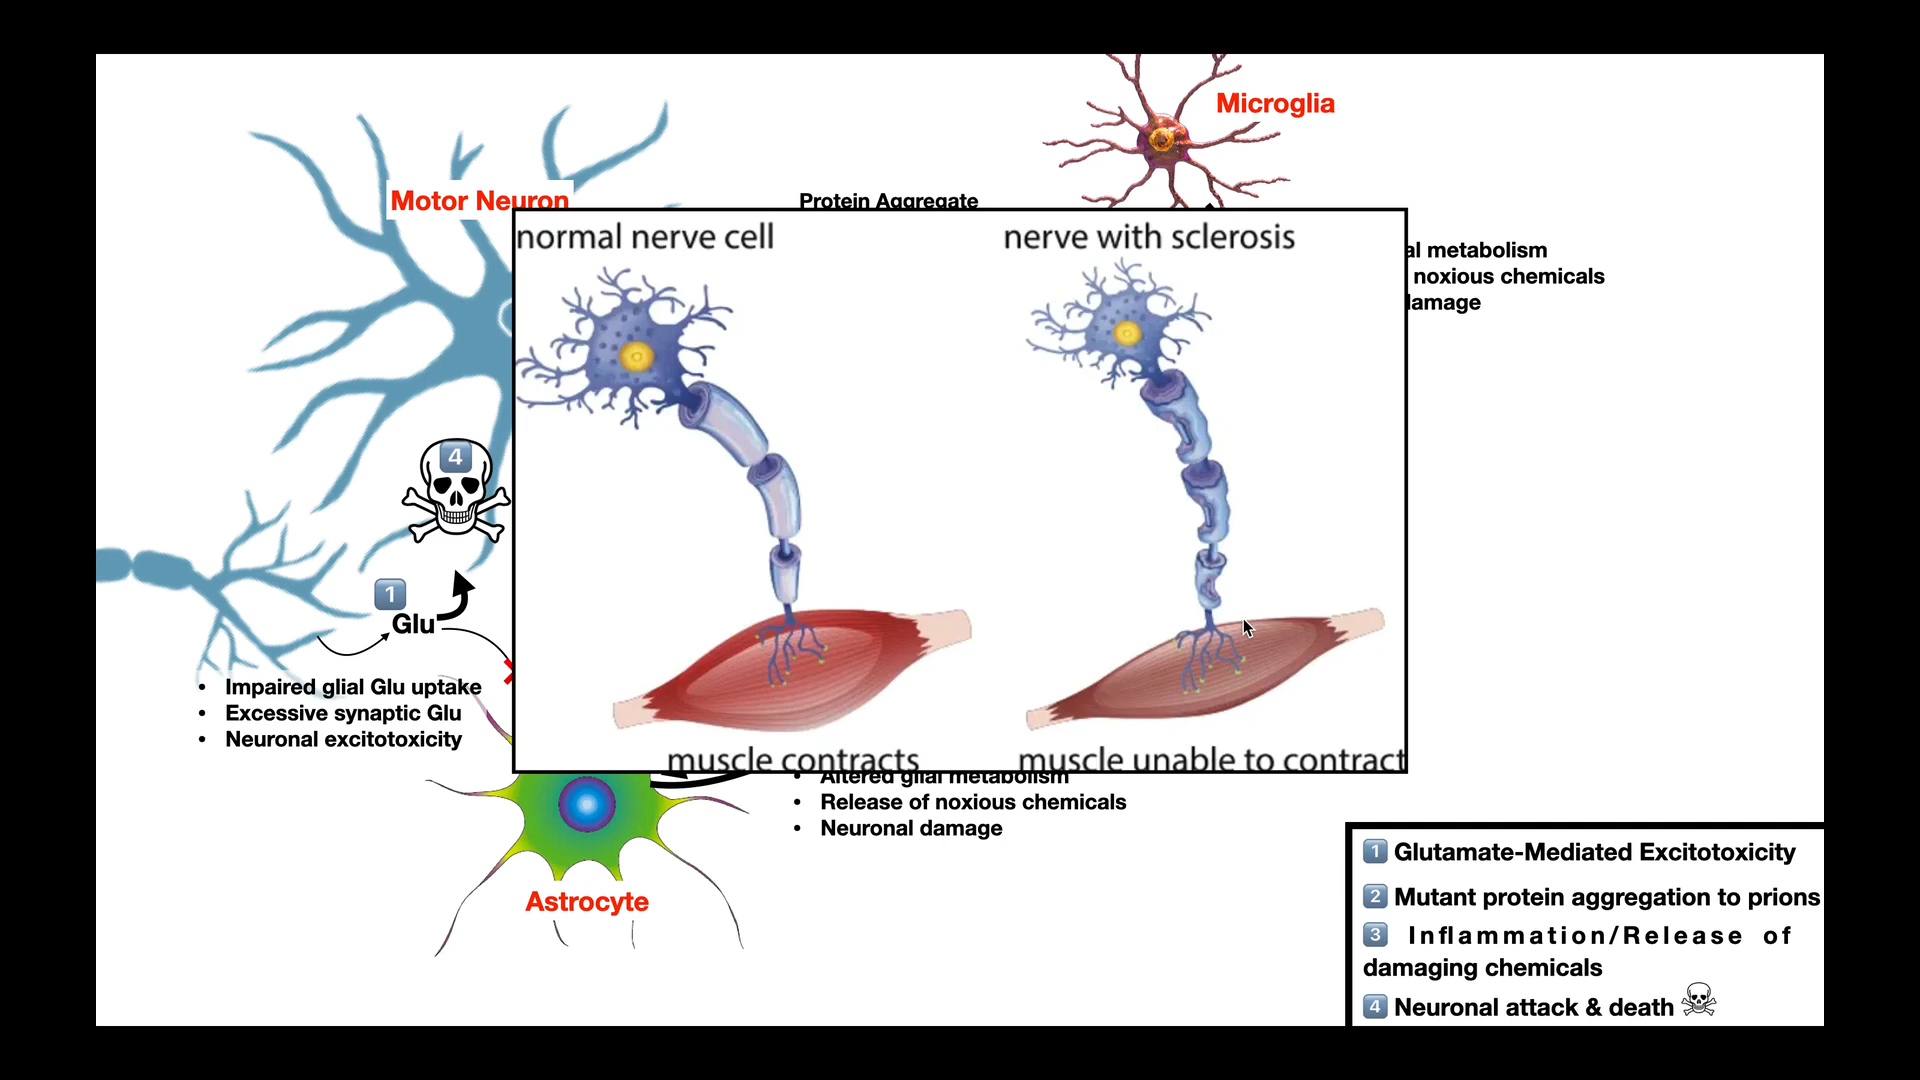 Microglia
Motor Neuron
Protein Aggregate
normal nerve cell
nerve with sclerosis
al metabolism
noxious chemicals
damage
4
1
Glu
Impaired glial Glu uptake
Excessive synaptic Glu
Neuronal excitotoxicity
muscle contracts
muscle unable to contract
Altered glial metabolism
Release of noxious chemicals
Neuronal damage
Astrocyte
1 Glutamate-Mediated Excitotoxicity
2 Mutant protein aggregation to prions
3 Inflammation/Release of
damaging chemicals
4 Neuronal attack & death